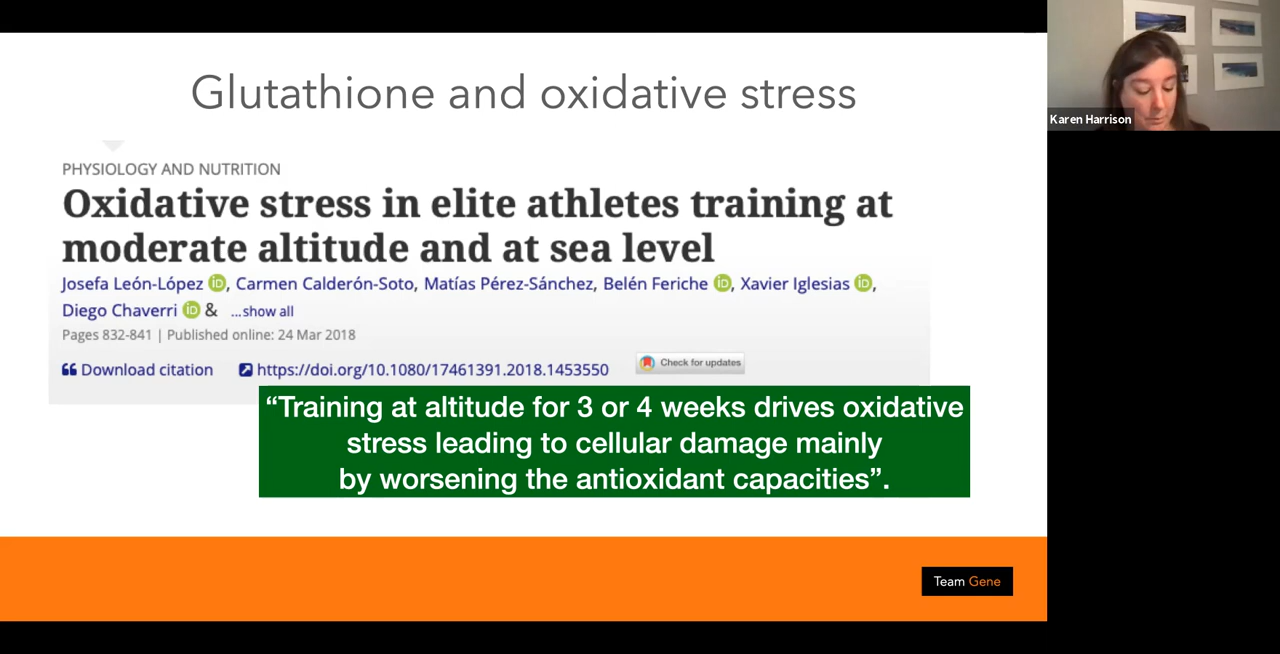 Glutathione and oxidative stress
PHYSIOLOGY AND NUTRITION
Oxidative stress in elite athletes training at
moderate altitude and at sea level
Josefa León-López iD, Carmen Calderón-Soto, Matías Pérez-Sánchez, Belén Feriche iD, Xavier Iglesias iD,
Diego Chaverri iD & ...show all
Pages 832-841 | Published online: 24 Mar 2018
Download citation https://doi.org/10.1080/17461391.2018.1453550 Check for updates
“Training at altitude for 3 or 4 weeks drives oxidative
stress leading to cellular damage mainly
by worsening the antioxidant capacities”.
Team Gene
Karen Harrison